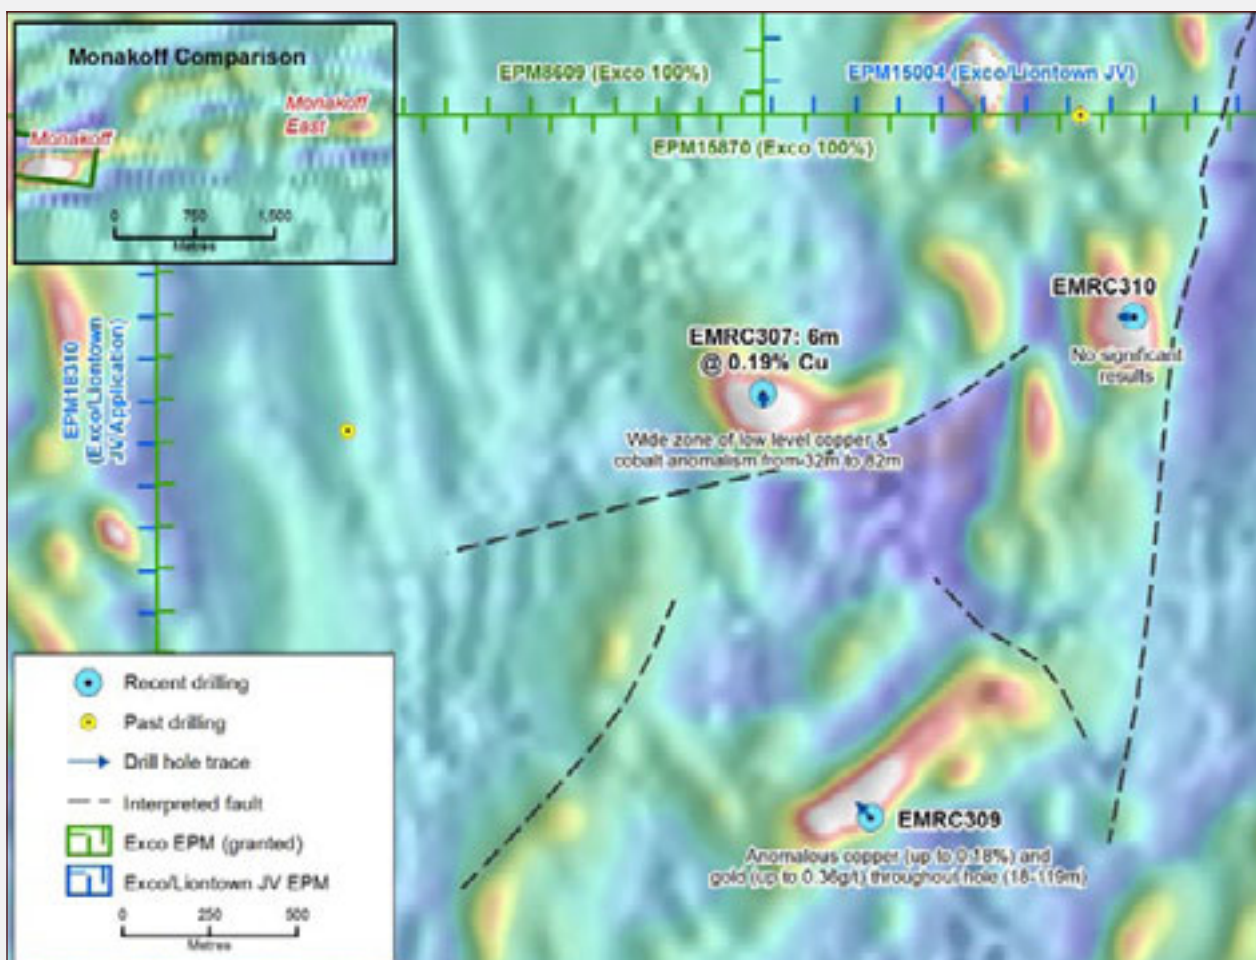 Monakoff Comparison
Monakoff
East
Monakoff
0 750 1,500
Metres
EPM8609 (Exco 100%)
EPM15004 (Exco/Liontown JV)
EPM15870 (Exco 100%)
EPM18310
(Exco/Liontown
JV Application)
EMRC310
No significant
results
EMRC307: 6m
@ 0.19% Cu
Wide zone of low level copper &
cobalt anomalism from 32m to 82m
EMRC309
Anomalous copper (up to 0.18%) and
gold (up to 0.36g/t) throughout hole (18-119m)
Recent drilling
Past drilling
Drill hole trace
Interpreted fault
Exco EPM (granted)
Exco/Liontown JV EPM
0 250 500
Metres